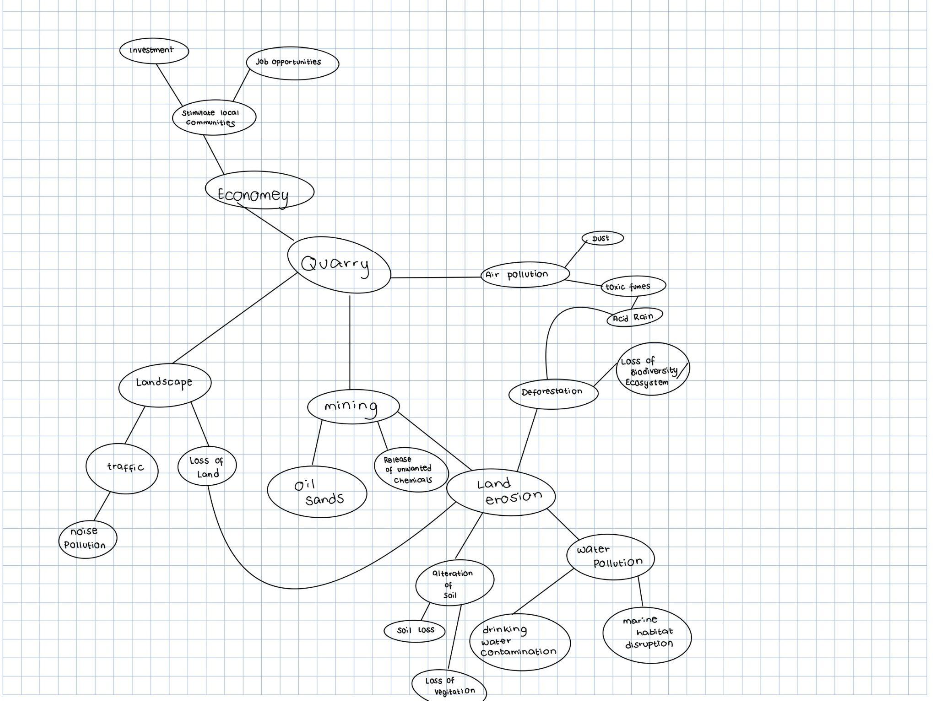 Investment
Job opportunities
Stimulate local
communities
Economey
Quarry
Dust
Air pollution
toxic fumes
Acid Rain
Loss of
Biodiversity/
Ecosystem
Landscape
Deforestation
mining
traffic
Loss of
Land
Release
of unwanted
chemicals
oil
sands
Land
erosion
noise
Pollution
water
Pollution
alteration
of
soil
soil loss
drinking
water
contamination
marine
habitat
disruption
Loss of
vegitation